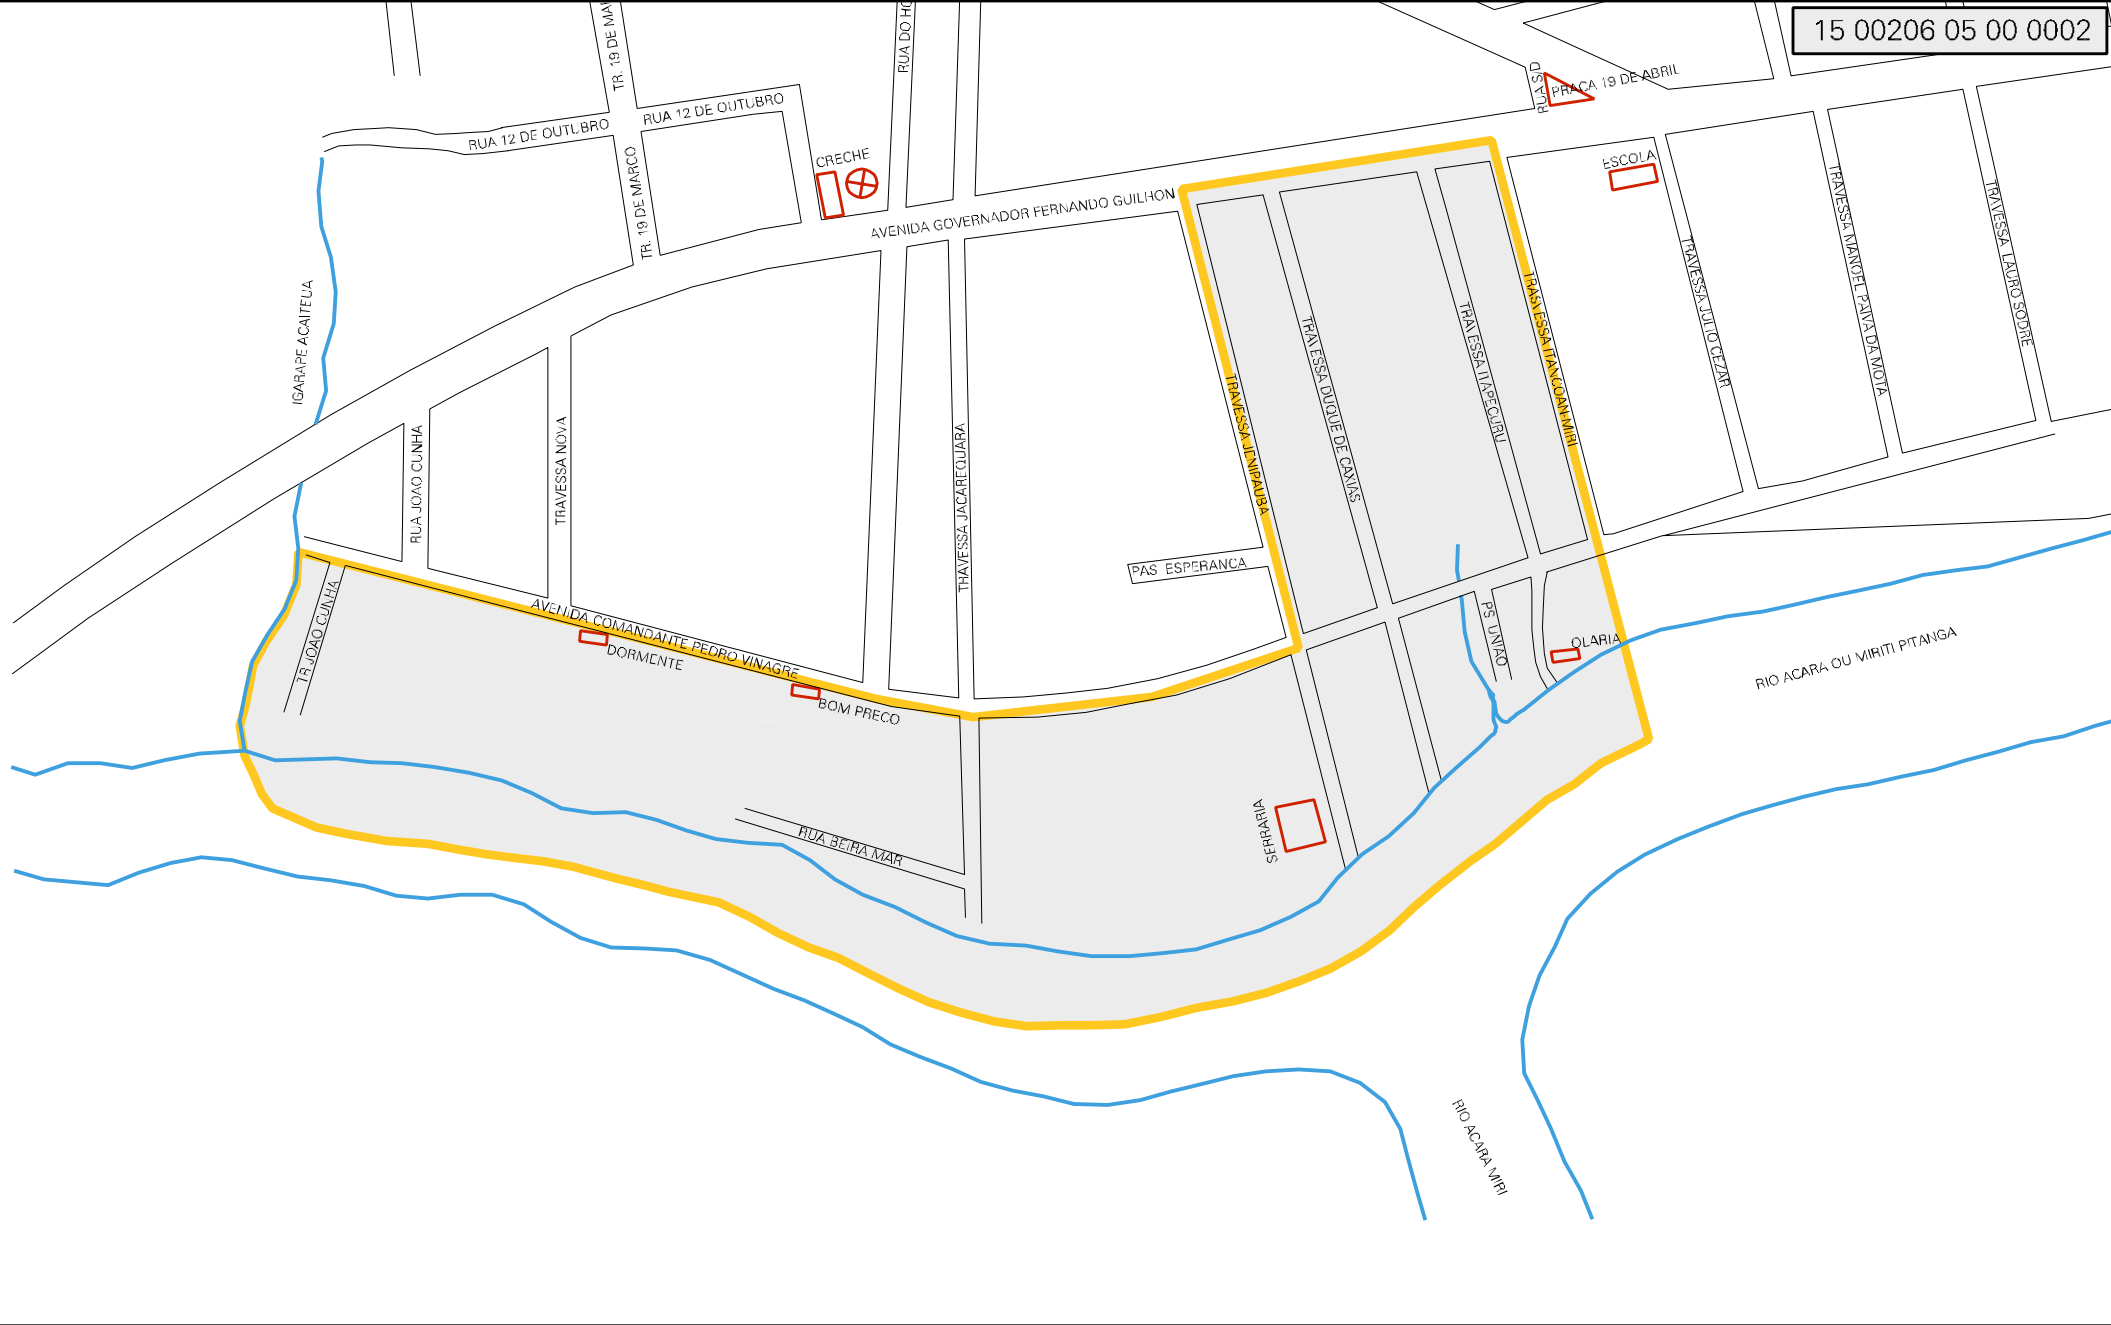 15 00206 05 00 0002
TR. 19 DE MAR
RUA DO HO
RUA S/D
PRACA 19 DE ABRIL
RUA 12 DE OUTUBRO
RUA 12 DE OUTUBRO
TR. 19 DE MARCO
CRECHE
ESCOLA
AVENIDA GOVERNADOR FERNANDO GUILHON
IGARAPE ACAITEUA
RUA JOAO CUNHA
TRAVESSA NOVA
TRAVESSA JACAREQUARA
TRAVESSA JENIPAUBA
TRAVESSA DUQUE DE CAXIAS
TRAVESSA ITAPECURU
TRASVESSA ITANCOAN-MIRI
TRAVESSA JULIO CEZAR
TRAVESSA MANOEL PAIVA DA MOTA
TRAVESSA LAURO SODRE
PAS ESPERANCA
TR JOAO CUNHA
AVENIDA COMANDANTE PEDRO VINAGRE
DORMENTE
BOM PRECO
PS UNIAO
OLARIA
RIO ACARA OU MIRITI PITANGA
SERRARIA
RUA BEIRA MAR
RIO ACARA MIRI